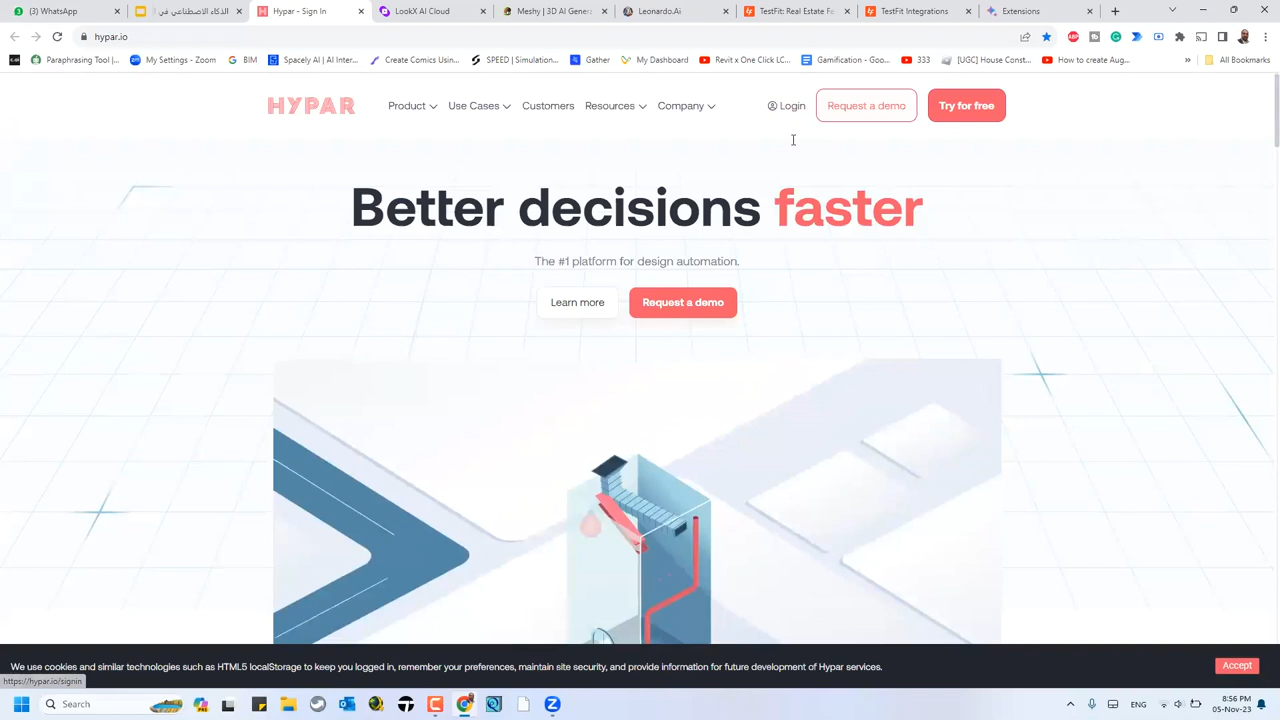 (3) WhatsApp
الذكاء الاصطناعي في ا
Hypar - Sign In
LookX AI Cloud
Meshy | 3D AI Genera
Leonardo.Ai
TestFit: Real Estate Fe
TestFit Integrations
Extensions
hypar.io
Paraphrasing Tool |...
My Settings - Zoom
BIM
Spacely AI | AI Inter...
Create Comics Using...
SPEED | Simulation...
Gather
My Dashboard
Revit x One Click LC...
Gamification - Goo...
333
[UGC] House Const...
How to create Aug...
»
All Bookmarks
HYPAR
Product
Use Cases
Customers
Resources
Company
Login
Request a demo
Try for free
Better decisions faster
The #1 platform for design automation.
Learn more
Request a demo
We use cookies and similar technologies such as HTML5 localStorage to keep you logged in, remember your preferences, maintain site security, and provide information for future development of Hypar services.
Accept
https://hypar.io/signin
Search
ENG
8:56 PM
05-Nov-23